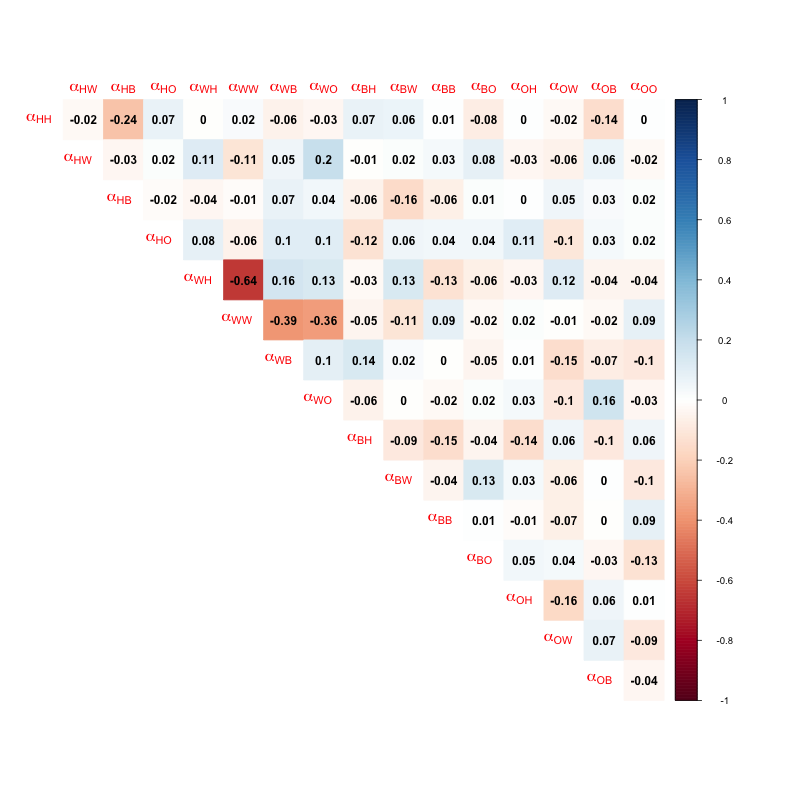 αHW αHB αHO αWH αWW αWB αWO αBH αBW αBB αBO αOH αOW αOB αOO
1
αHH -0.02 -0.24 0.07 0 0.02 -0.06 -0.03 0.07 0.06 0.01 -0.08 0 -0.02 -0.14 0
αHW -0.03 0.02 0.11 -0.11 0.05 0.2 -0.01 0.02 0.03 0.08 -0.03 -0.06 0.06 -0.02 0.8
αHB -0.02 -0.04 -0.01 0.07 0.04 -0.06 -0.16 -0.06 0.01 0 0.05 0.03 0.02
0.6
αHO 0.08 -0.06 0.1 0.1 -0.12 0.06 0.04 0.04 0.11 -0.1 0.03 0.02
αWH -0.64 0.16 0.13 -0.03 0.13 -0.13 -0.06 -0.03 0.12 -0.04 -0.04 0.4
αWW -0.39 -0.36 -0.05 -0.11 0.09 -0.02 0.02 -0.01 -0.02 0.09
0.2
αWB 0.1 0.14 0.02 0 -0.05 0.01 -0.15 -0.07 -0.1
αWO -0.06 0 -0.02 0.02 0.03 -0.1 0.16 -0.03 0
αBH -0.09 -0.15 -0.04 -0.14 0.06 -0.1 0.06
-0.2
αBW -0.04 0.13 0.03 -0.06 0 -0.1
αBB 0.01 -0.01 -0.07 0 0.09 -0.4
αBO 0.05 0.04 -0.03 -0.13
-0.6
αOH -0.16 0.06 0.01
αOW 0.07 -0.09 -0.8
αOB -0.04
-1